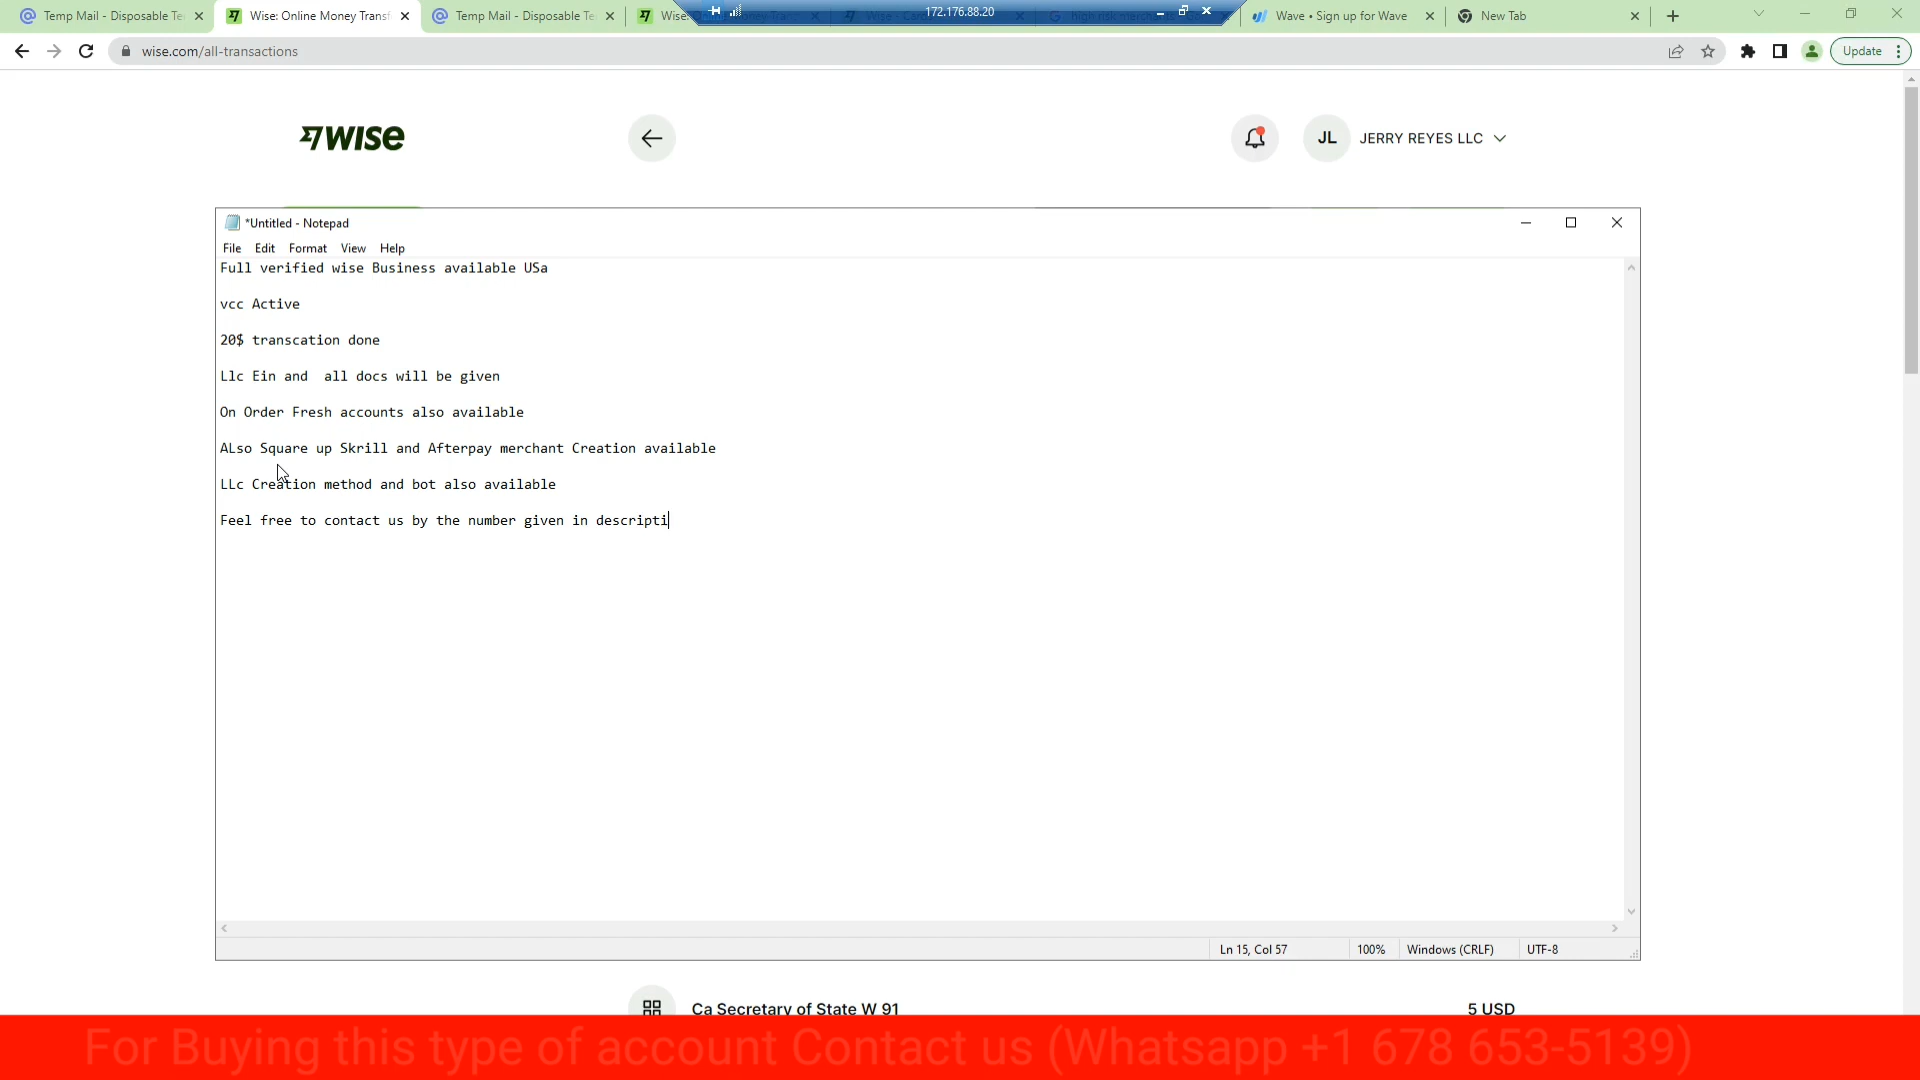 Temp Mail - Disposable Te
Wise: Online Money Transf
Temp Mail - Disposable Te
Wise:
172.176.88.20
Wave • Sign up for Wave
New Tab
wise.com/all-transactions
Update
WISE
JL
JERRY REYES LLC
*Untitled - Notepad
File Edit Format View Help
Full verified wise Business available USa
vcc Active
20$ transcation done
Llc Ein and  all docs will be given
On Order Fresh accounts also available
ALso Square up Skrill and Afterpay merchant Creation available
LLc Creation method and bot also available
Feel free to contact us by the number given in descripti
Ln 15, Col 57
100%
Windows (CRLF)
UTF-8
Ca Secretary of State W 91
5 USD
For Buying this type of account Contact us (Whatsapp +1 678 653-5139)